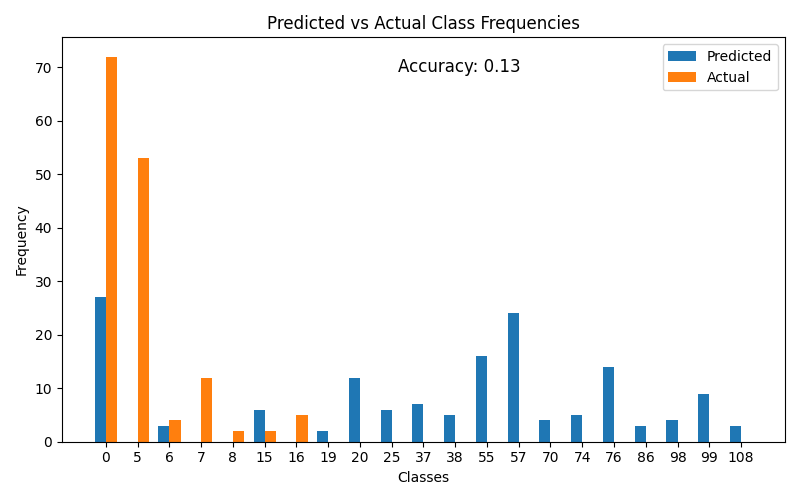 Predicted vs Actual Class Frequencies
Accuracy: 0.13
Predicted
Actual
Frequency
70
60
50
40
30
20
10
0
0 5 6 7 8 15 16 19 20 25 37 38 55 57 70 74 76 86 98 99 108
Classes